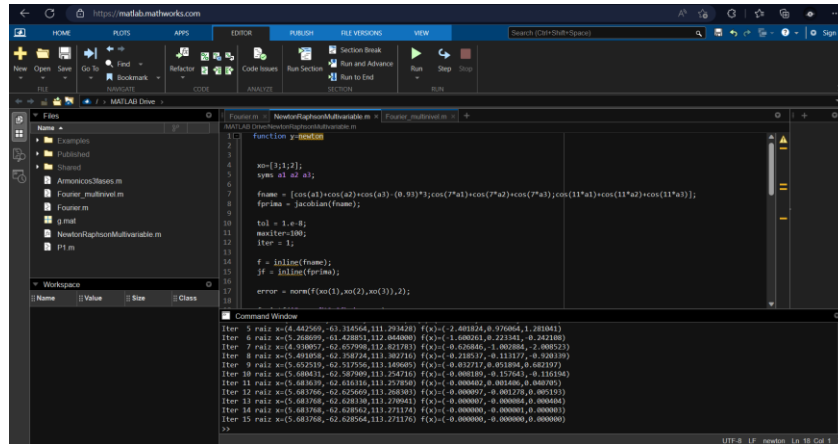 https://matlab.mathworks.com
HOME PLOTS APPS EDITOR PUBLISH FILE VERSIONS VIEW Search (Ctrl+Shift+Space) Sign
New Open Save Go To Find Bookmark Refactor Code Issues Run Section Section Break Run and Advance Run to End Run Step Stop
FILE NAVIGATE CODE ANALYZE SECTION RUN
/ > MATLAB Drive >
Files
Name
Examples
Published
Shared
Armonicos3fases.m
Fourier_multinivel.m
Fourier.m
g.mat
NewtonRaphsonMultivariable.m
P1.m
Workspace
Name Value Size Class
Fourier.m × NewtonRaphsonMultivariable.m × Fourier_multinivel.m × +
/MATLAB Drive/NewtonRaphsonMultivariable.m
1 function y=newton
2
3
4 xo=[3;1;2];
5 syms a1 a2 a3;
6
7 fname = [cos(a1)+cos(a2)+cos(a3)-(0.93)*3;cos(7*a1)+cos(7*a2)+cos(7*a3);cos(11*a1)+cos(11*a2)+cos(11*a3)];
8 fprima = jacobian(fname);
9
10 tol = 1.e-8;
11 maxiter=100;
12 iter = 1;
13
14 f = inline(fname);
15 jf = inline(fprima);
16
17 error = norm(f(xo(1),xo(2),xo(3)),2);
Command Window
Iter 5 raiz x=(4.442569,-63.314564,111.293428) f(x)=(-2.401824,0.976064,1.281041)
Iter 6 raiz x=(5.268699,-61.428851,112.044000) f(x)=(-1.600261,0.223341,-0.242108)
Iter 7 raiz x=(4.930057,-62.657998,112.821783) f(x)=(-0.626846,-1.002884,-2.008523)
Iter 8 raiz x=(5.491058,-62.358724,113.302716) f(x)=(-0.218537,-0.113177,-0.920339)
Iter 9 raiz x=(5.652519,-62.517556,113.149605) f(x)=(-0.032717,0.051894,0.682197)
Iter 10 raiz x=(5.680431,-62.587909,113.254716) f(x)=(-0.008189,-0.157643,-0.116194)
Iter 11 raiz x=(5.683639,-62.616316,113.257850) f(x)=(-0.000402,0.001406,0.040705)
Iter 12 raiz x=(5.683766,-62.625669,113.268303) f(x)=(-0.000097,-0.001278,0.005193)
Iter 13 raiz x=(5.683768,-62.628330,113.270941) f(x)=(-0.000007,-0.000084,0.000404)
Iter 14 raiz x=(5.683768,-62.628562,113.271174) f(x)=(-0.000000,-0.000001,0.000003)
Iter 15 raiz x=(5.683768,-62.628564,113.271176) f(x)=(-0.000000,-0.000000,0.000000)
>>
UTF-8 LF newton Ln 18 Col 1